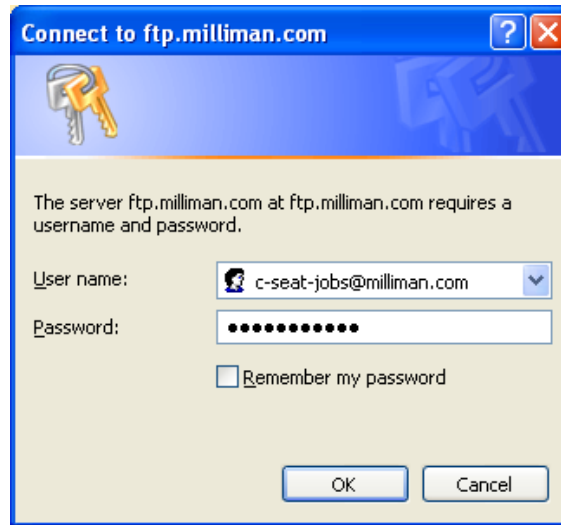 Connect to ftp.milliman.com
?
The server ftp.milliman.com at ftp.milliman.com requires a
username and password.
User name:
c-seat-jobs@milliman.com
Password:
•••••••••••
Remember my password
OK
Cancel